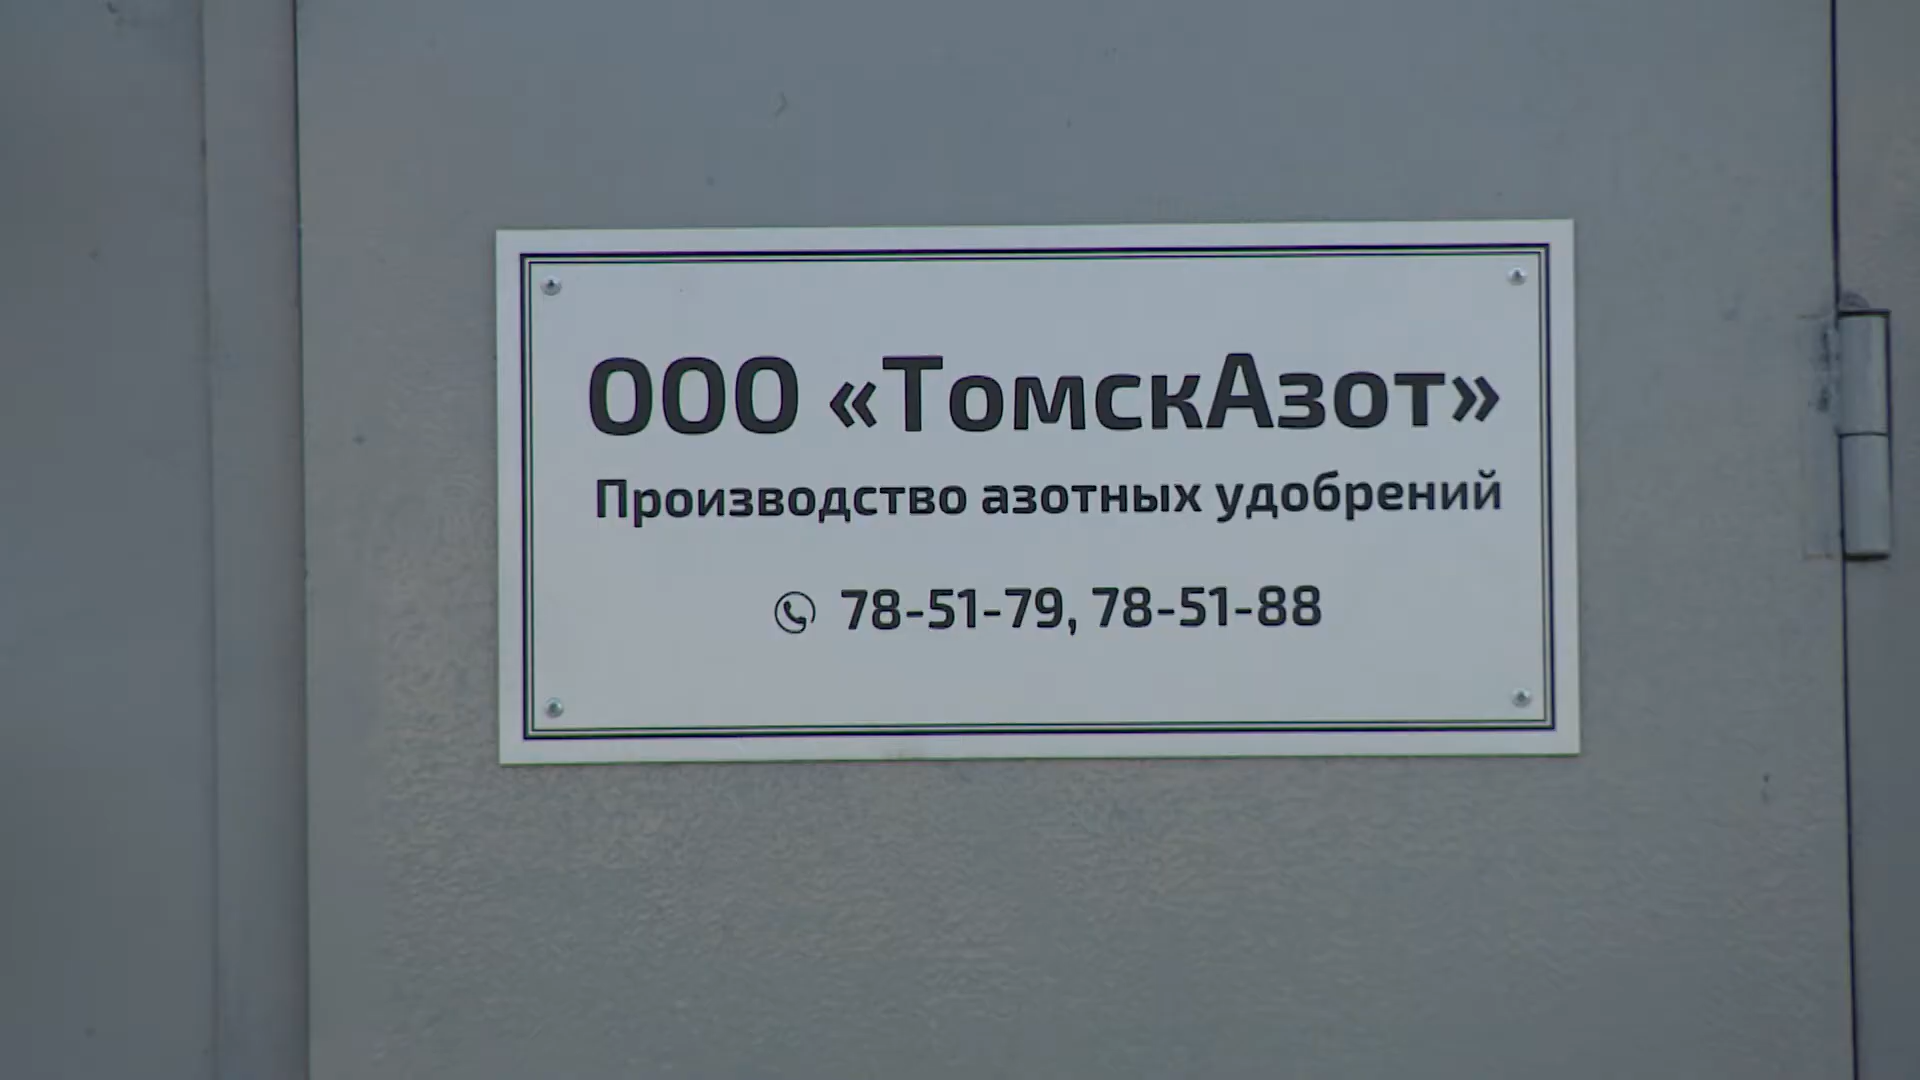 ООО «ТомскАзот»
Производство азотных удобрений
78-51-79, 78-51-88